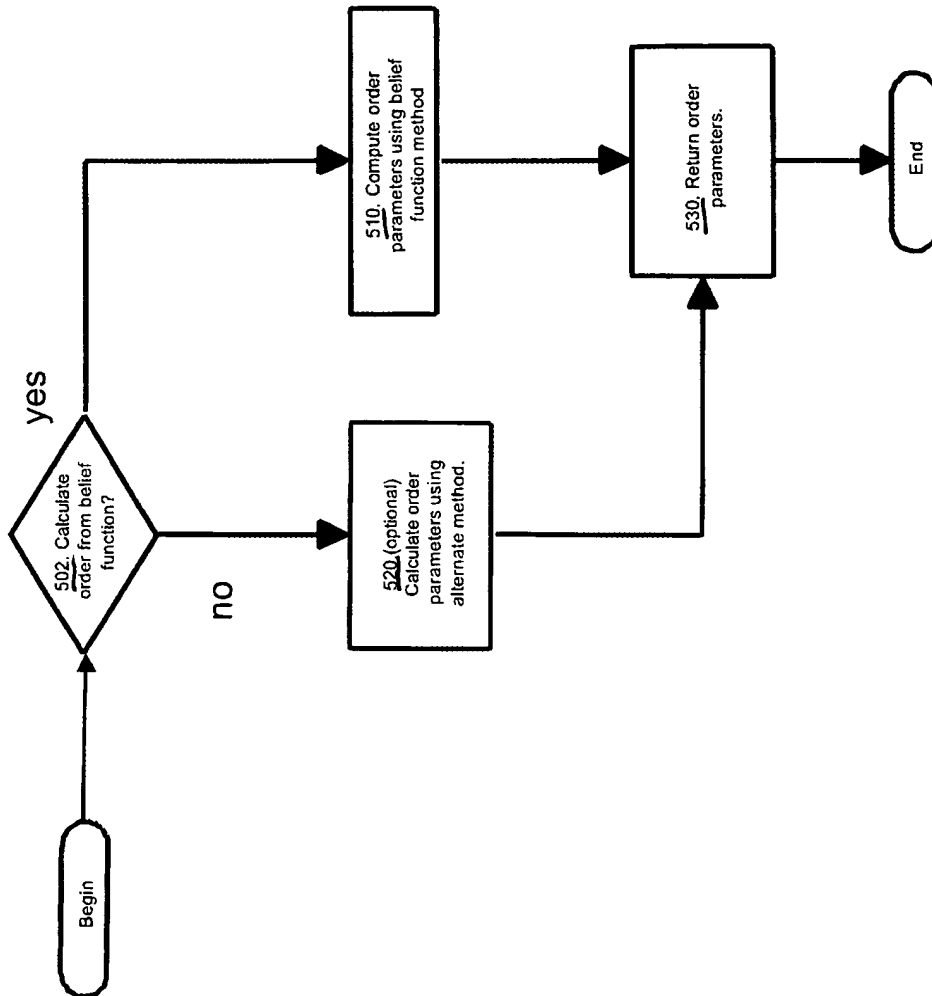 Begin
502. Calculate
order from belief
function?
yes
no
510. Compute order
parameters using belief
function method
520.(optional)
Calculate order
parameters using
alternate method.
530. Return order
parameters.
End